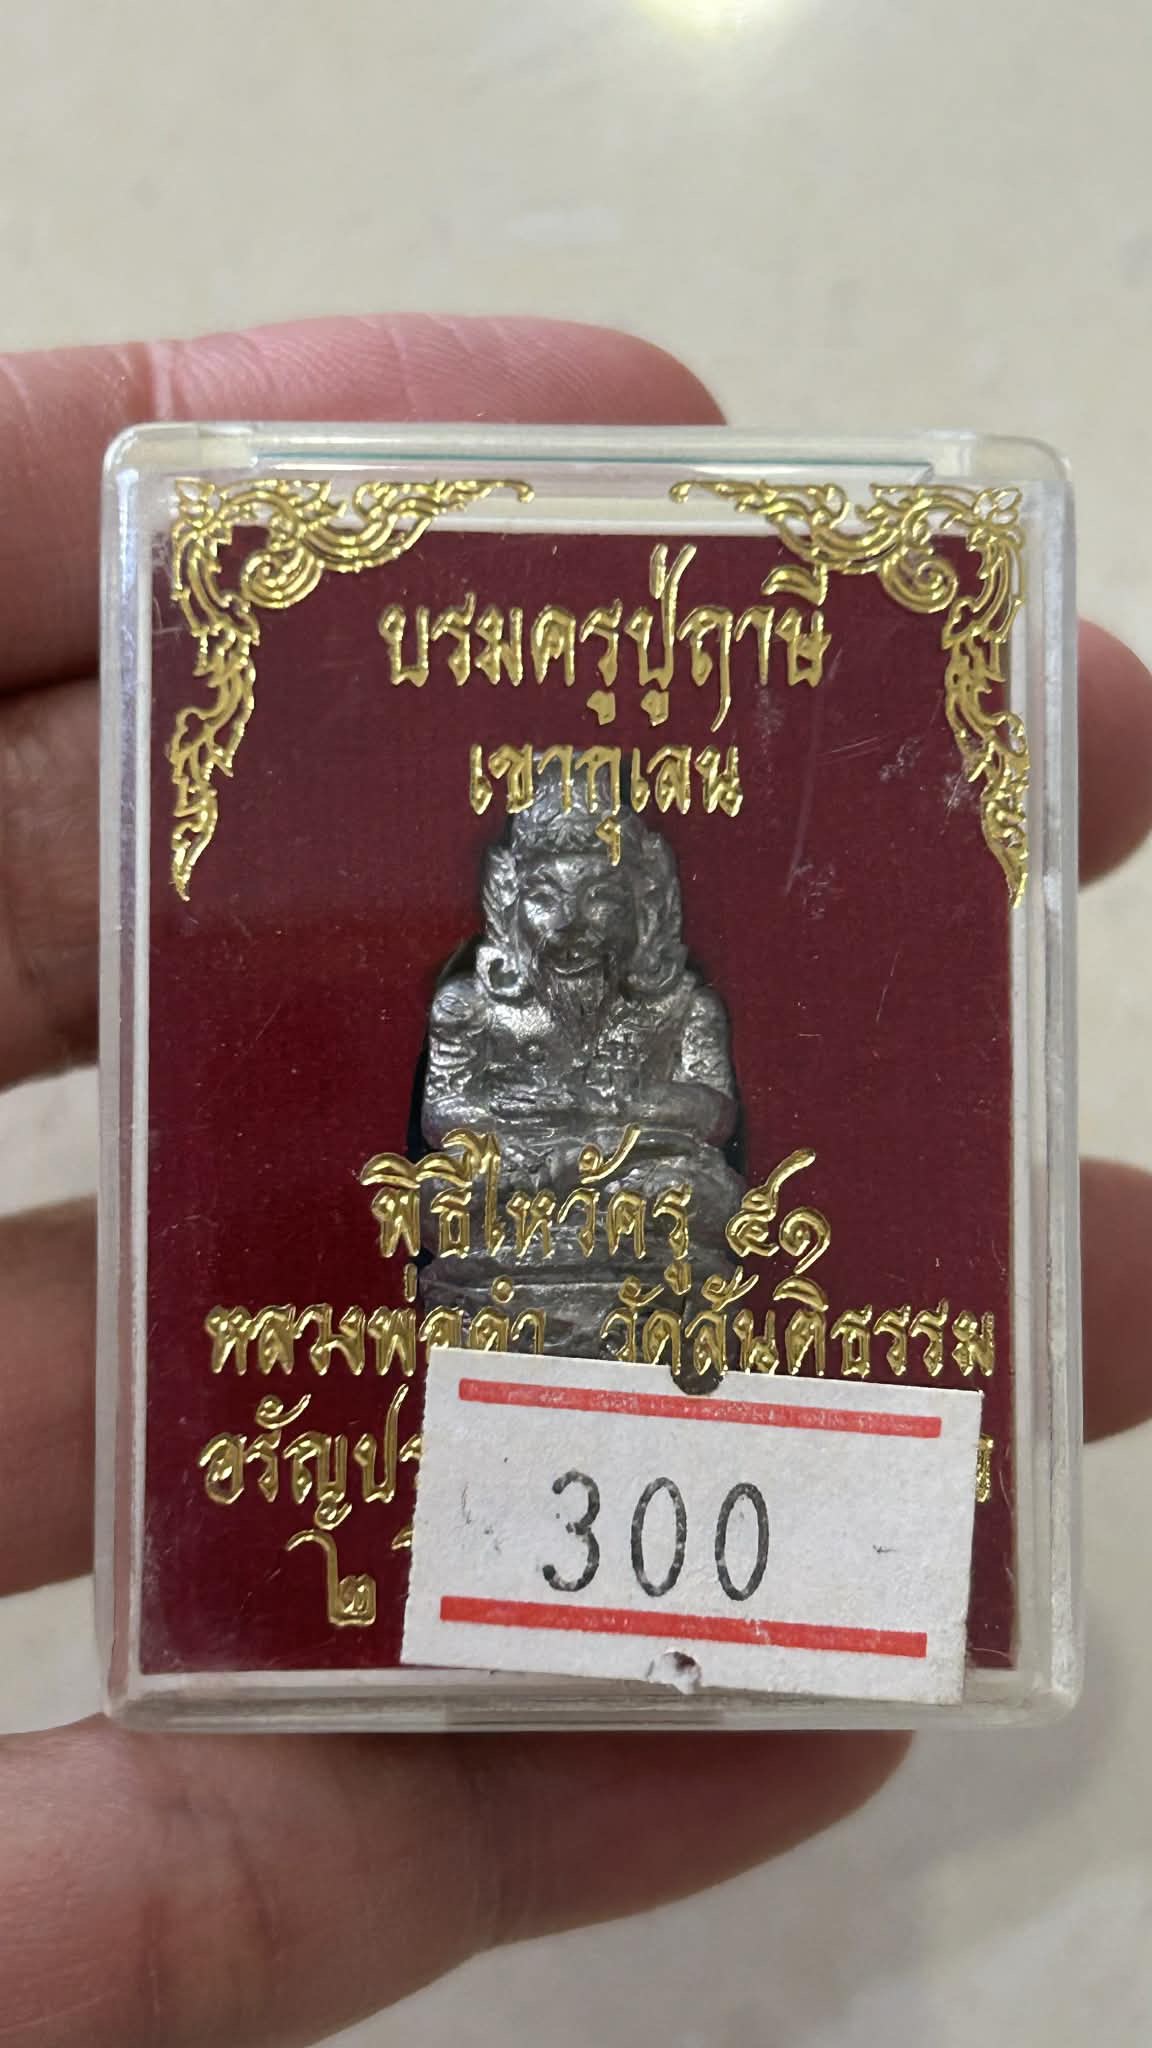 บรมครูปู่ฤาษี
เขากุเลน
พิธีไหว้ครู ๕๑
หลวงพ่อดำ วัดสันติธรรม
๒
300